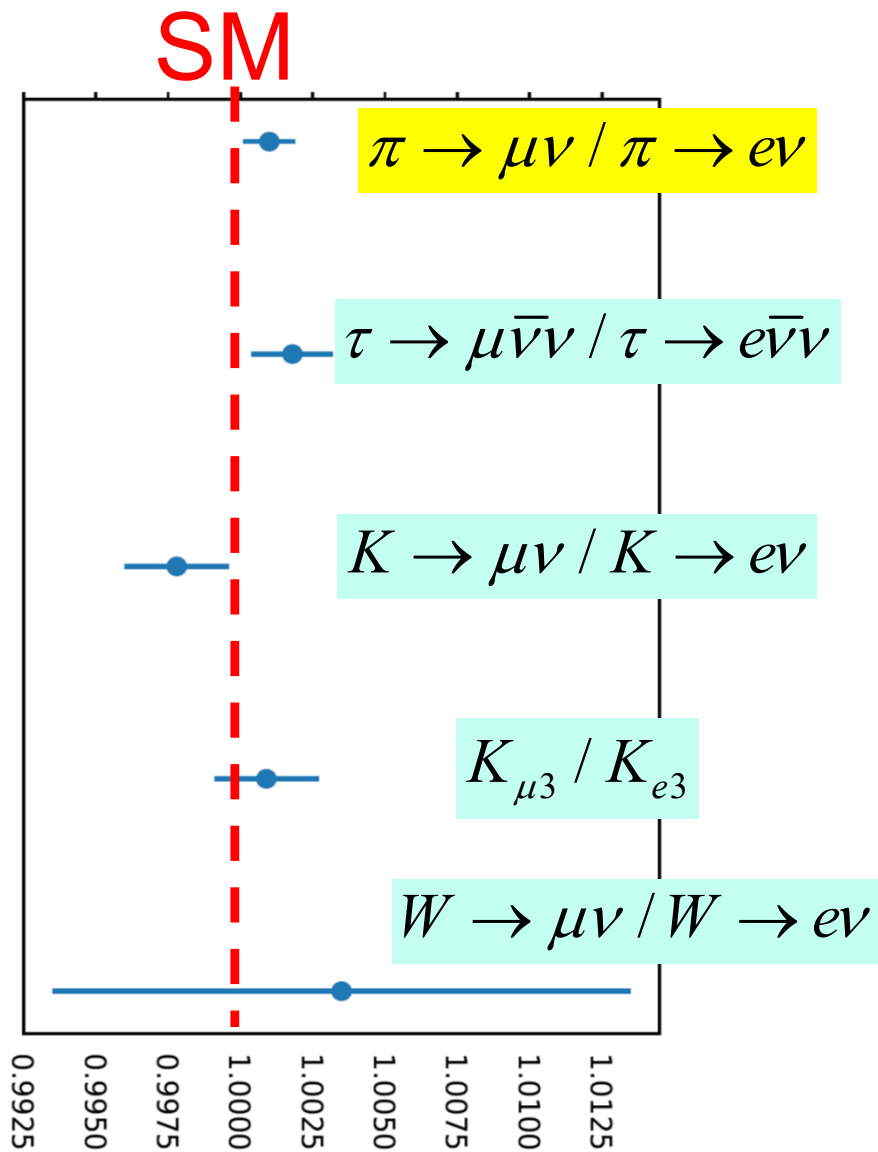 SM
π → μν / π → eν
τ → μν̅ν / τ → eν̅ν
K → μν / K → eν
K_μ3 / K_e3
W → μν / W → eν
0.9925 0.9950 0.9975 1.0000 1.0025 1.0050 1.0075 1.0100 1.0125